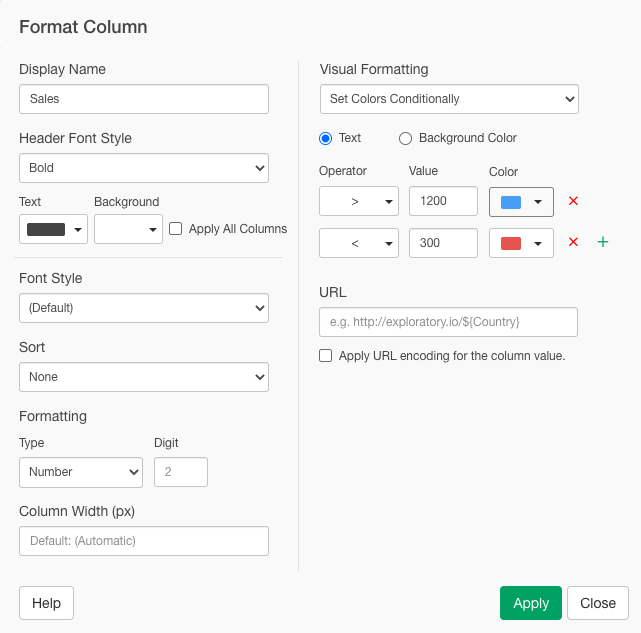 Format Column
Display Name
Sales
Header Font Style
Bold
Text Background
Apply All Columns
Font Style
(Default)
Sort
None
Formatting
Type Digit
Number 2
Column Width (px)
Default: (Automatic)
Visual Formatting
Set Colors Conditionally
Text Background Color
Operator Value Color
> 1200
< 300
URL
e.g. http://exploratory.io/${Country}
Apply URL encoding for the column value.
Help Apply Close